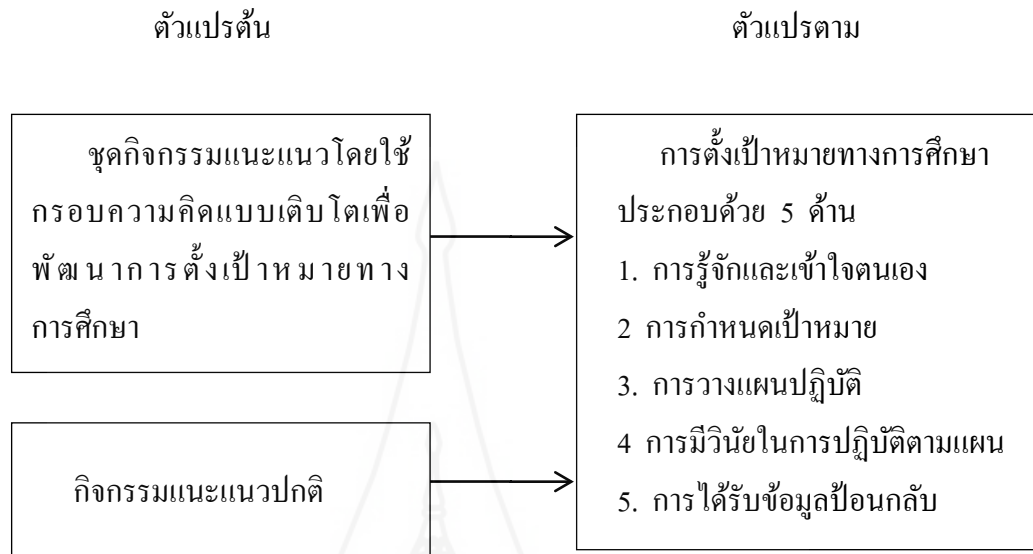 ตัวแปรต้น
ตัวแปรตาม
ชุดกิจกรรมแนะแนวโดยใช้
กรอบความคิดแบบเติบโตเพื่อ
พัฒนาการตั้งเป้าหมายทาง
การศึกษา
กิจกรรมแนะแนวปกติ
การตั้งเป้าหมายทางการศึกษา
ประกอบด้วย 5 ด้าน
1. การรู้จักและเข้าใจตนเอง
2 การกำหนดเป้าหมาย
3. การวางแผนปฏิบัติ
4 การมีวินัยในการปฏิบัติตามแผน
5. การได้รับข้อมูลป้อนกลับ